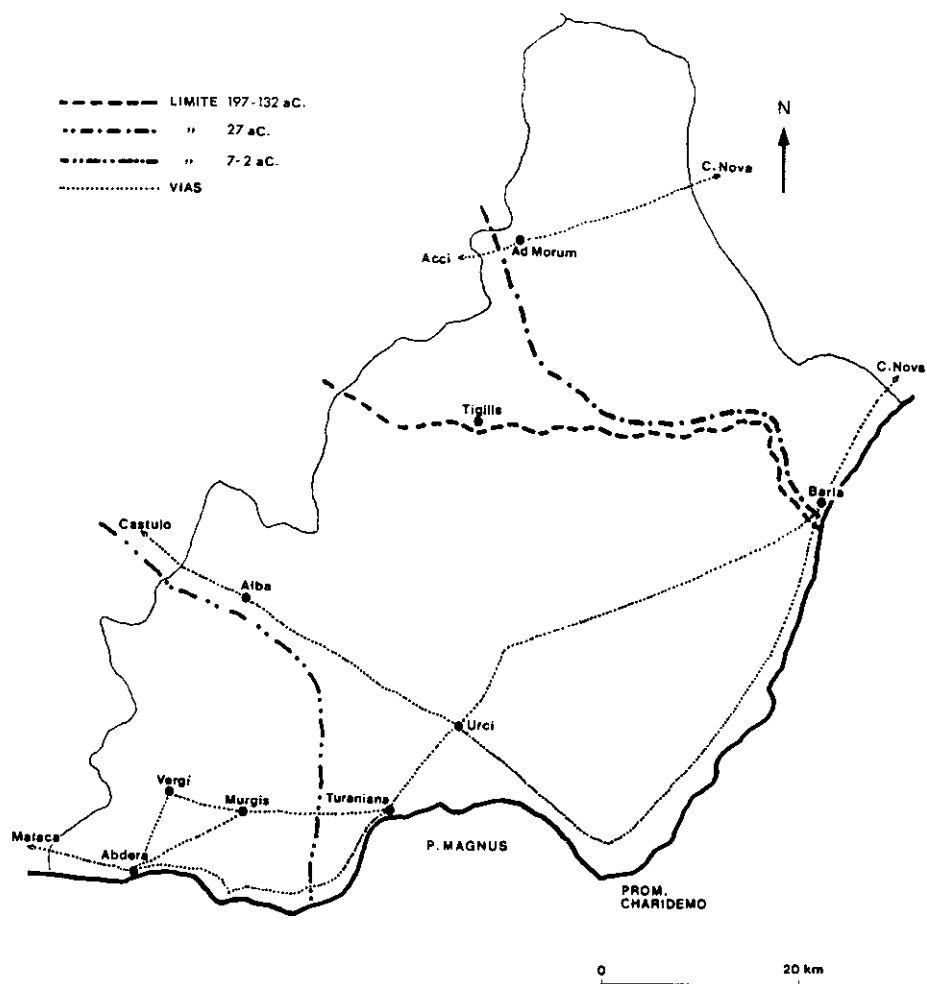 LIMITE 197-132 aC.
" 27 aC.
" 7-2 aC.
VIAS
N
C. Nova
Acci
Ad Morum
C. Nova
Tigilis
Baria
Castulo
Alba
Urci
Vergi
Murgis
Turaniana
Malaca
Abdera
P. MAGNUS
PROM.
CHARIDEMO
0 20 km